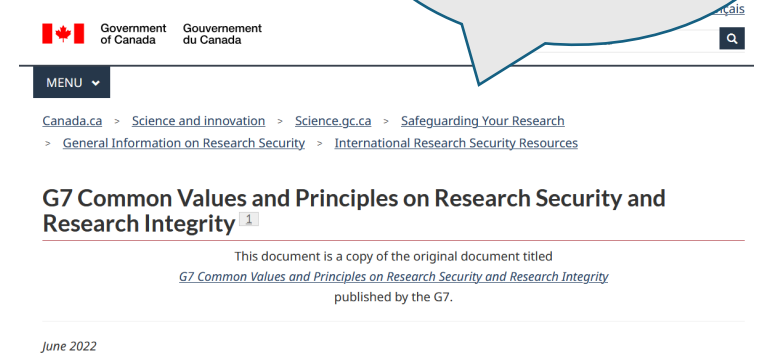 Government
of Canada
Gouvernement
du Canada
MENU
Canada.ca > Science and innovation > Science.gc.ca > Safeguarding Your Research
> General Information on Research Security > International Research Security Resources
G7 Common Values and Principles on Research Security and
Research Integrity 1
This document is a copy of the original document titled
G7 Common Values and Principles on Research Security and Research Integrity
published by the G7.
June 2022